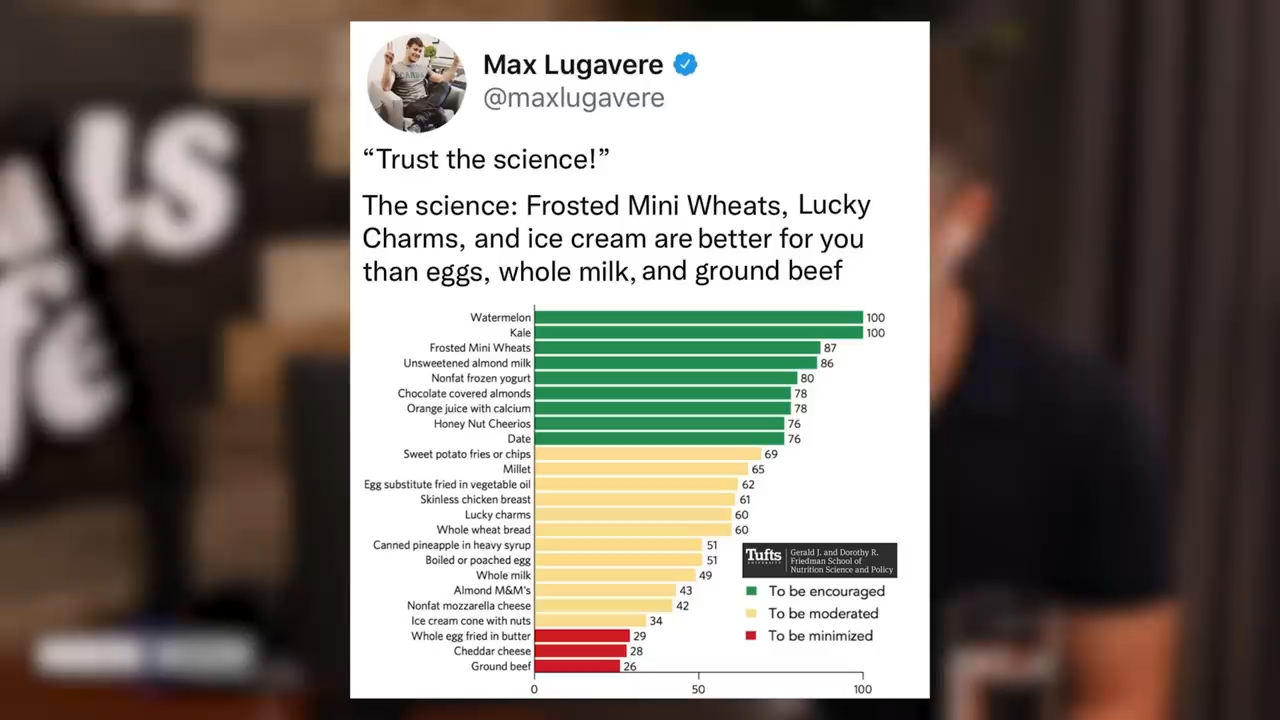 Max Lugavere
@maxlugavere
“Trust the science!”
The science: Frosted Mini Wheats, Lucky
Charms, and ice cream are better for you
than eggs, whole milk, and ground beef
Watermelon 100
Kale 100
Frosted Mini Wheats 87
Unsweetened almond milk 86
Nonfat frozen yogurt 80
Chocolate covered almonds 78
Orange juice with calcium 78
Honey Nut Cheerios 76
Date 76
Sweet potato fries or chips 69
Millet 65
Egg substitute fried in vegetable oil 62
Skinless chicken breast 61
Lucky charms 60
Whole wheat bread 60
Canned pineapple in heavy syrup 51
Boiled or poached egg 51
Whole milk 49
Almond M&M's 43
Nonfat mozzarella cheese 42
Ice cream cone with nuts 34
Whole egg fried in butter 29
Cheddar cheese 28
Ground beef 26
0 50 100
Tufts
UNIVERSITY
Gerald J. and Dorothy R.
Friedman School of
Nutrition Science and Policy
To be encouraged
To be moderated
To be minimized